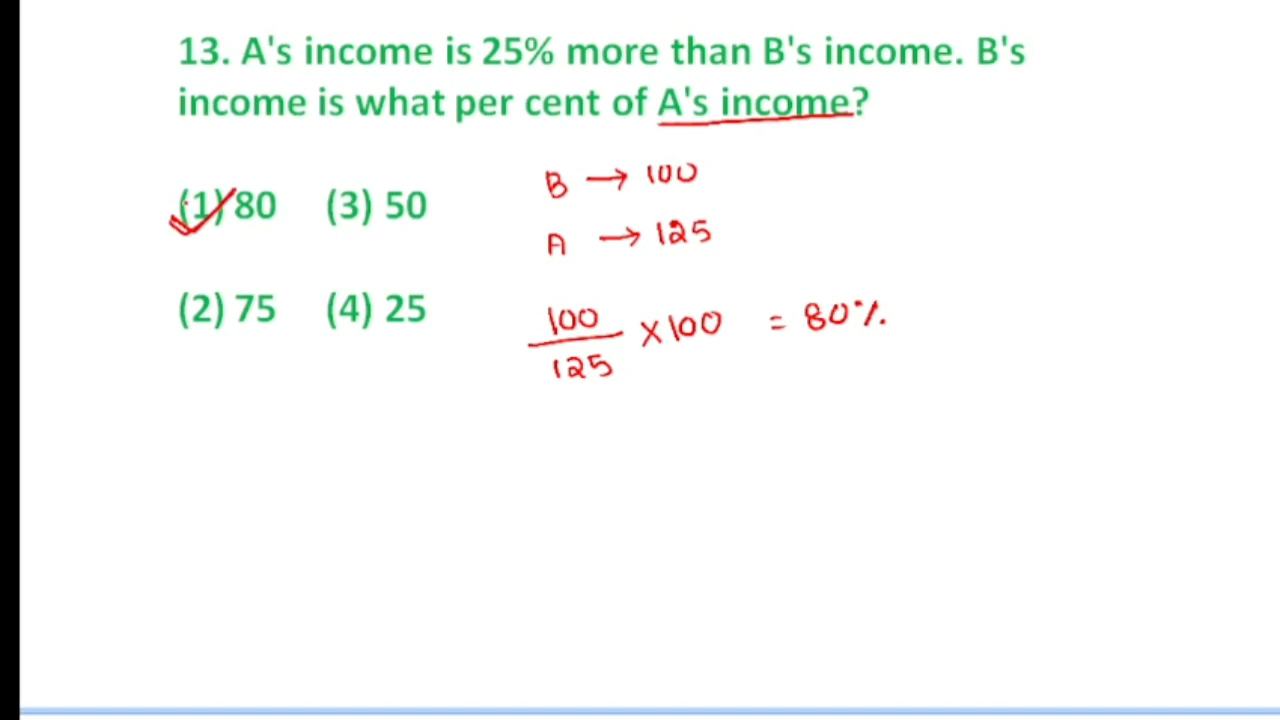 13. A's income is 25% more than B's income. B's
income is what per cent of A's income?
(1) 80 (3) 50
(2) 75 (4) 25
B → 100
A → 125
100
125
× 100 = 80%